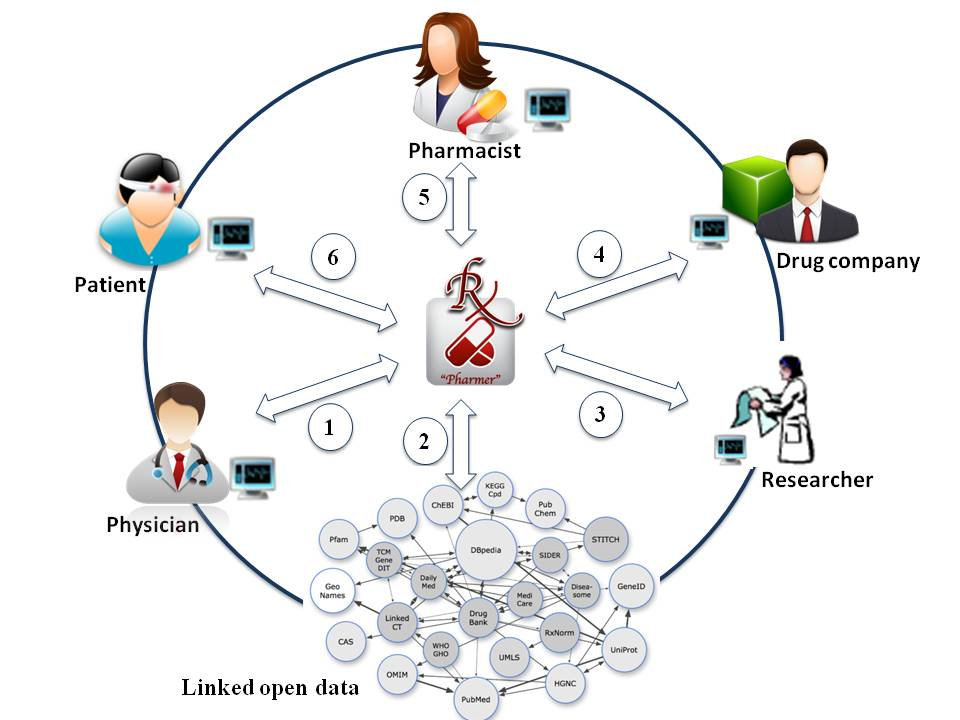 Pharmacist
5
Patient
6
4
Drug company
Rx
“Pharmer”
Physician
1
2
3
Researcher
Linked open data
KEGG
Cpd
ChEBI
Pub
Chem
PDB
Pfam
DBpedia
STITCH
SIDER
TCM
Gene
DIT
Daily
Med
Geo
Names
Medi
Care
Disea-
some
GeneID
Linked
CT
Drug
Bank
RxNorm
CAS
WHO
GHO
UMLS
UniProt
OMIM
PubMed
HGNC